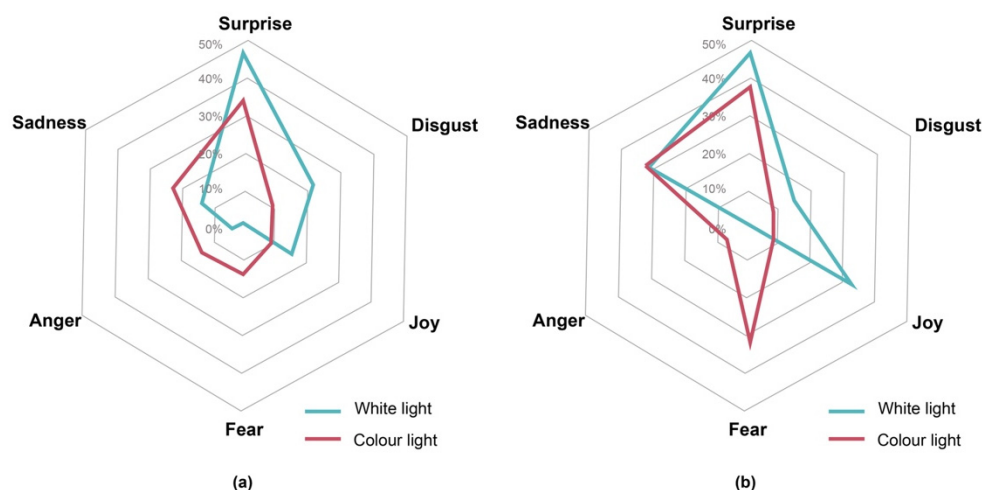 Surprise
50%
40%
30%
20%
10%
0%
Sadness
Disgust
Anger
Joy
Fear
White light
Colour light
(a)
Surprise
50%
40%
30%
20%
10%
0%
Sadness
Disgust
Anger
Joy
Fear
White light
Colour light
(b)